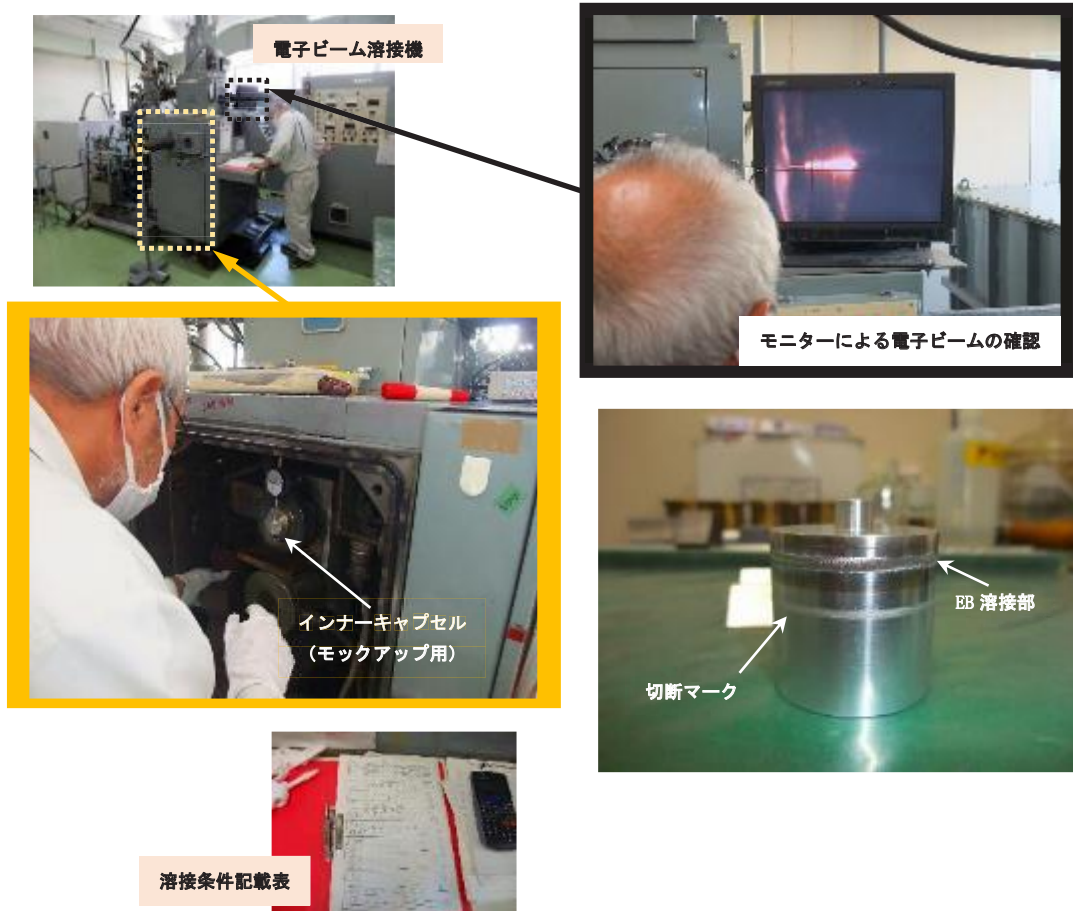 電子ビーム溶接機
モニターによる電子ビームの確認
インナーキャプセル
（モックアップ用）
EB 溶接部
切断マーク
溶接条件記載表